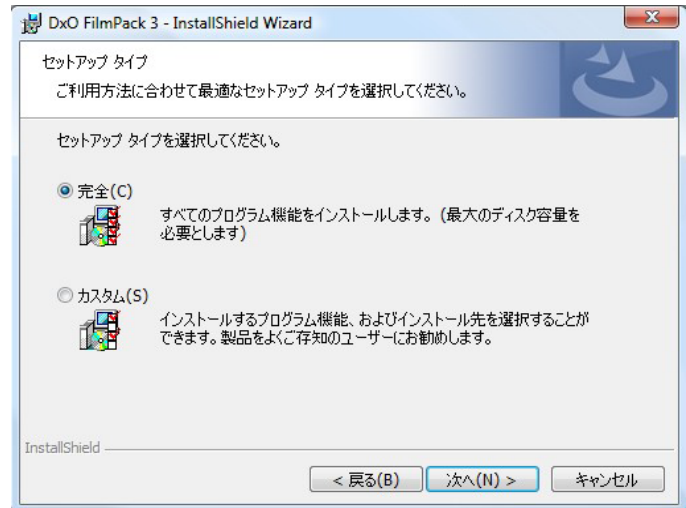 DxO FilmPack 3 - InstallShield Wizard
セットアップ タイプ
ご利用方法に合わせて最適なセットアップ タイプを選択してください。
セットアップ タイプを選択してください。
完全(C)
すべてのプログラム機能をインストールします。(最大のディスク容量を
必要とします)
カスタム(S)
インストールするプログラム機能、およびインストール先を選択することが
できます。製品をよくご存知のユーザーにお勧めします。
InstallShield
< 戻る(B)
次へ(N) >
キャンセル